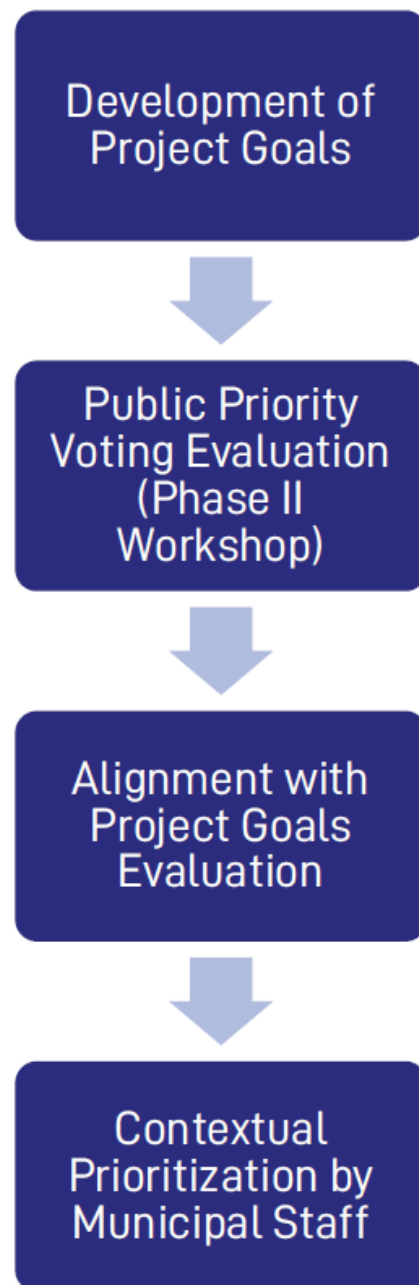 Development of
Project Goals
Public Priority
Voting Evaluation
(Phase II
Workshop)
Alignment with
Project Goals
Evaluation
Contextual
Prioritization by
Municipal Staff